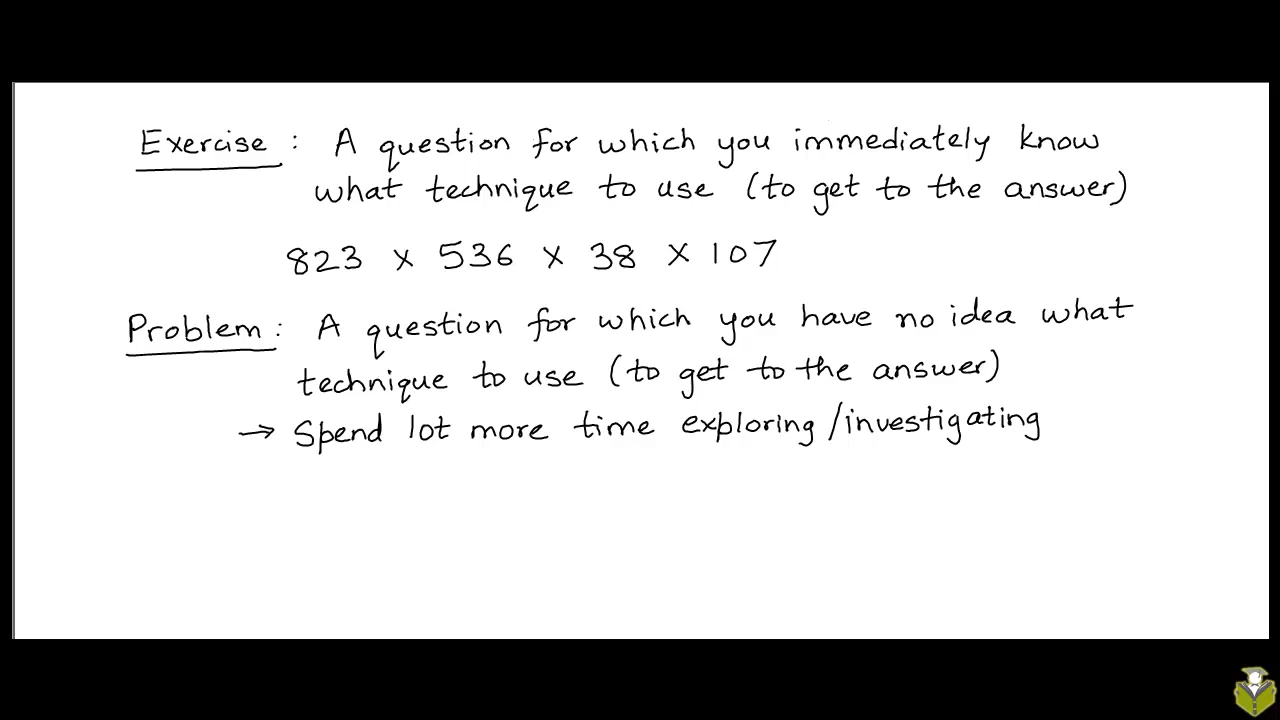 Exercise : A question for which you immediately know
what technique to use (to get to the answer)
823 x 536 x 38 x 107
Problem : A question for which you have no idea what
technique to use (to get to the answer)
→ Spend lot more time exploring/investigating